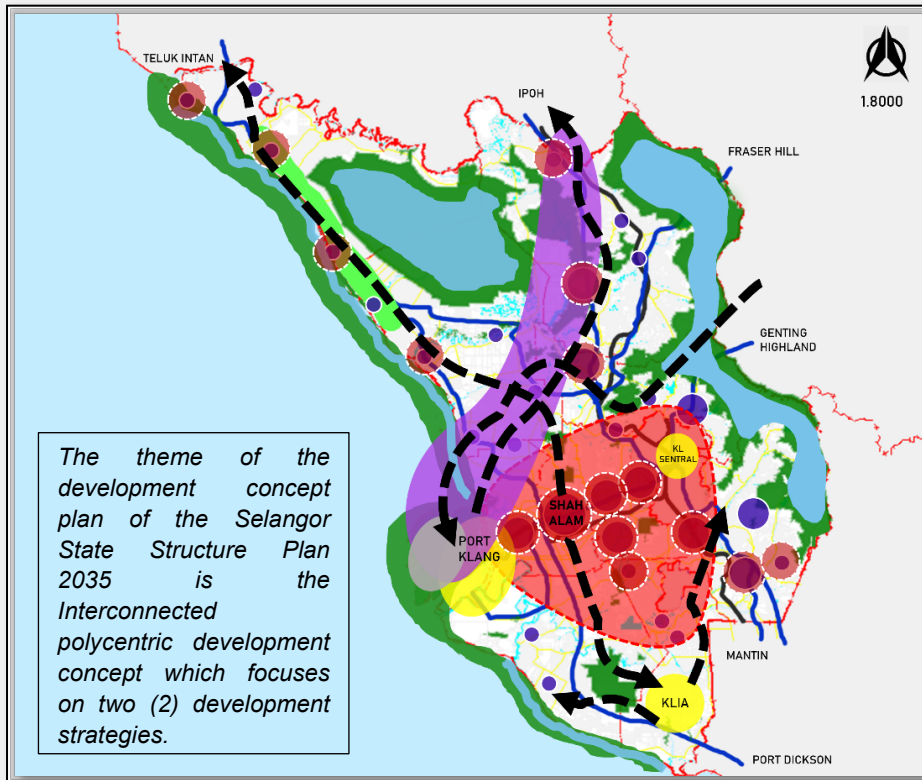 TELUK INTAN
IPOH
1.8000
FRASER HILL
GENTING
HIGHLAND
KL
SENTRAL
SHAH
ALAM
PORT
KLANG
MANTIN
KLIA
PORT DICKSON
The theme of the
development concept
plan of the Selangor
State Structure Plan
2035 is the
Interconnected
polycentric development
concept which focuses
on two (2) development
strategies.